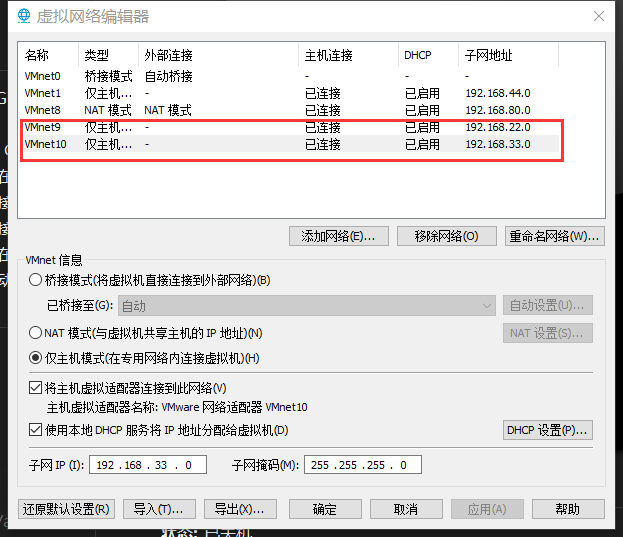 虚拟网络编辑器
名称 类型 外部连接 主机连接 DHCP 子网地址
VMnet0 桥接模式 自动桥接 - - -
VMnet1 仅主机... - 已连接 已启用 192.168.44.0
VMnet8 NAT 模式 NAT 模式 已连接 已启用 192.168.80.0
VMnet9 仅主机... - 已连接 已启用 192.168.22.0
VMnet10 仅主机... - 已连接 已启用 192.168.33.0
添加网络(E)... 移除网络(O) 重命名网络(W)...
VMnet 信息
桥接模式(将虚拟机直接连接到外部网络)(B)
已桥接至(G): 自动 自动设置(U)...
NAT 模式(与虚拟机共享主机的 IP 地址)(N) NAT 设置(S)...
仅主机模式(在专用网络内连接虚拟机)(H)
将主机虚拟适配器连接到此网络(V)
主机虚拟适配器名称: VMware 网络适配器 VMnet10
使用本地 DHCP 服务将 IP 地址分配给虚拟机(D) DHCP 设置(P)...
子网 IP (I): 192 . 168 . 33 . 0 子网掩码(M): 255 . 255 . 255 . 0
还原默认设置(R) 导入(T)... 导出(X)... 确定 取消 应用(A) 帮助